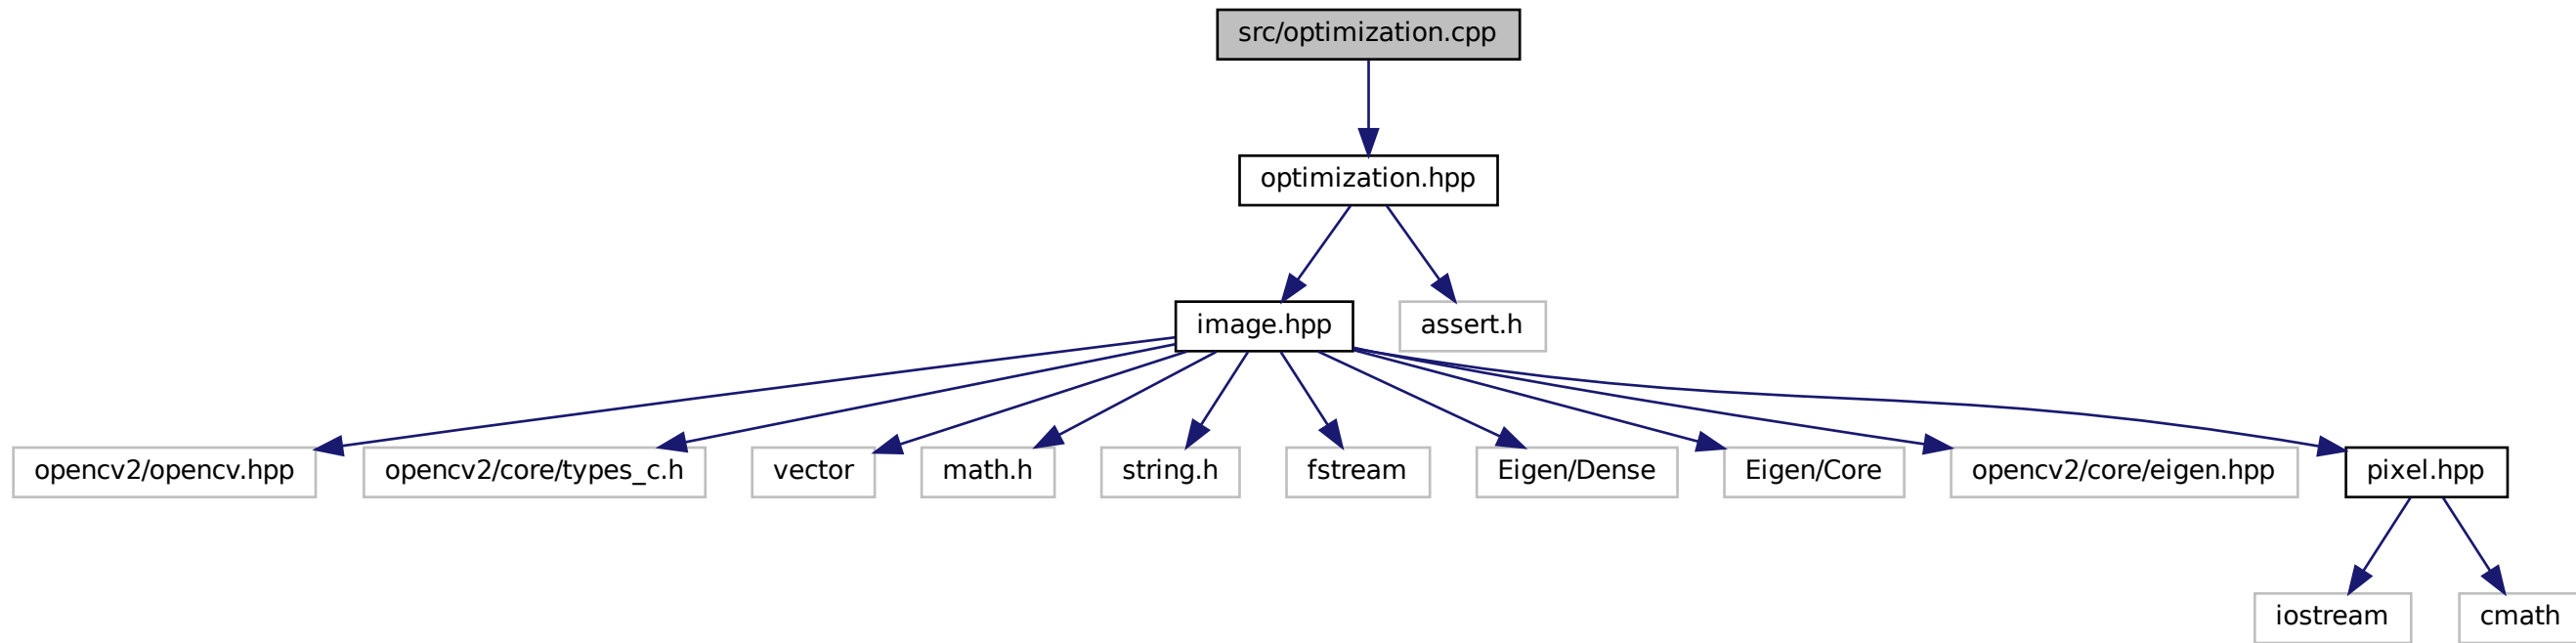 src/optimization.cpp
optimization.hpp
image.hpp
assert.h
opencv2/opencv.hpp
opencv2/core/types_c.h
vector
math.h
string.h
fstream
Eigen/Dense
Eigen/Core
opencv2/core/eigen.hpp
pixel.hpp
iostream
cmath